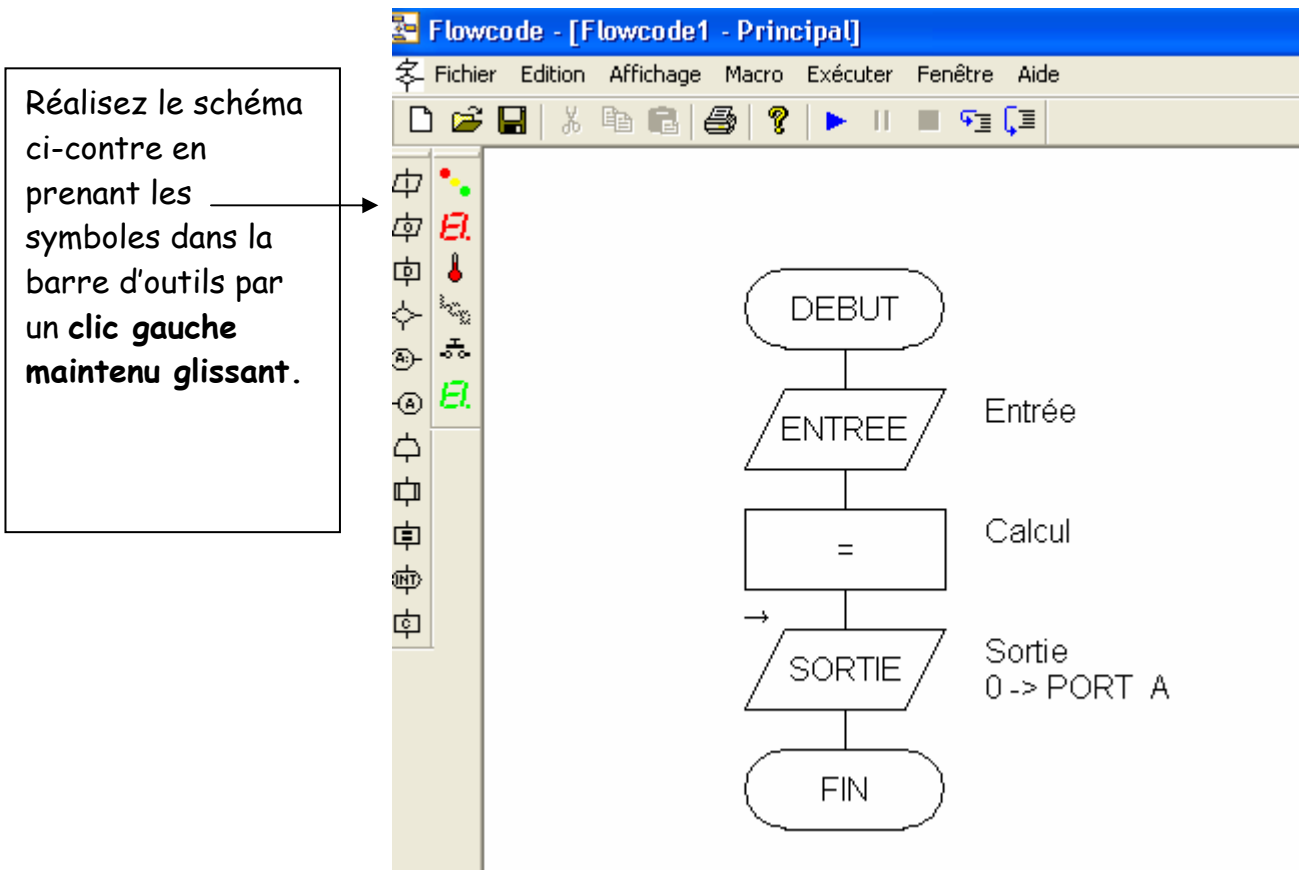 Réalisez le schéma
ci-contre en
prenant les
symboles dans la
barre d'outils par
un clic gauche
maintenu glissant.
Flowcode - [Flowcode1 - Principal]
Fichier Edition Affichage Macro Exécuter Fenêtre Aide
DEBUT
ENTREE
Entrée
=
Calcul
→
SORTIE
Sortie
0 -> PORT A
FIN
I
O
D
A:
A
INT
C